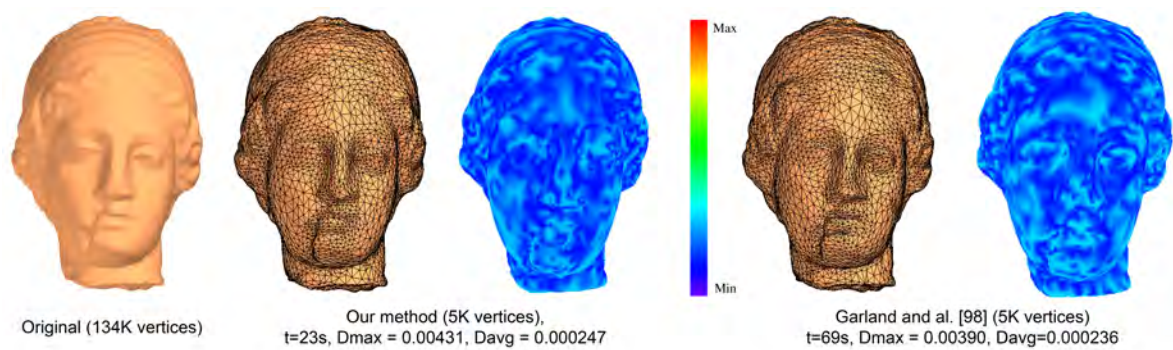 Max
Min
Original (134K vertices)
Our method (5K vertices),
t=23s, Dmax = 0.00431, Davg = 0.000247
Garland and al. [98] (5K vertices)
t=69s, Dmax = 0.00390, Davg=0.000236